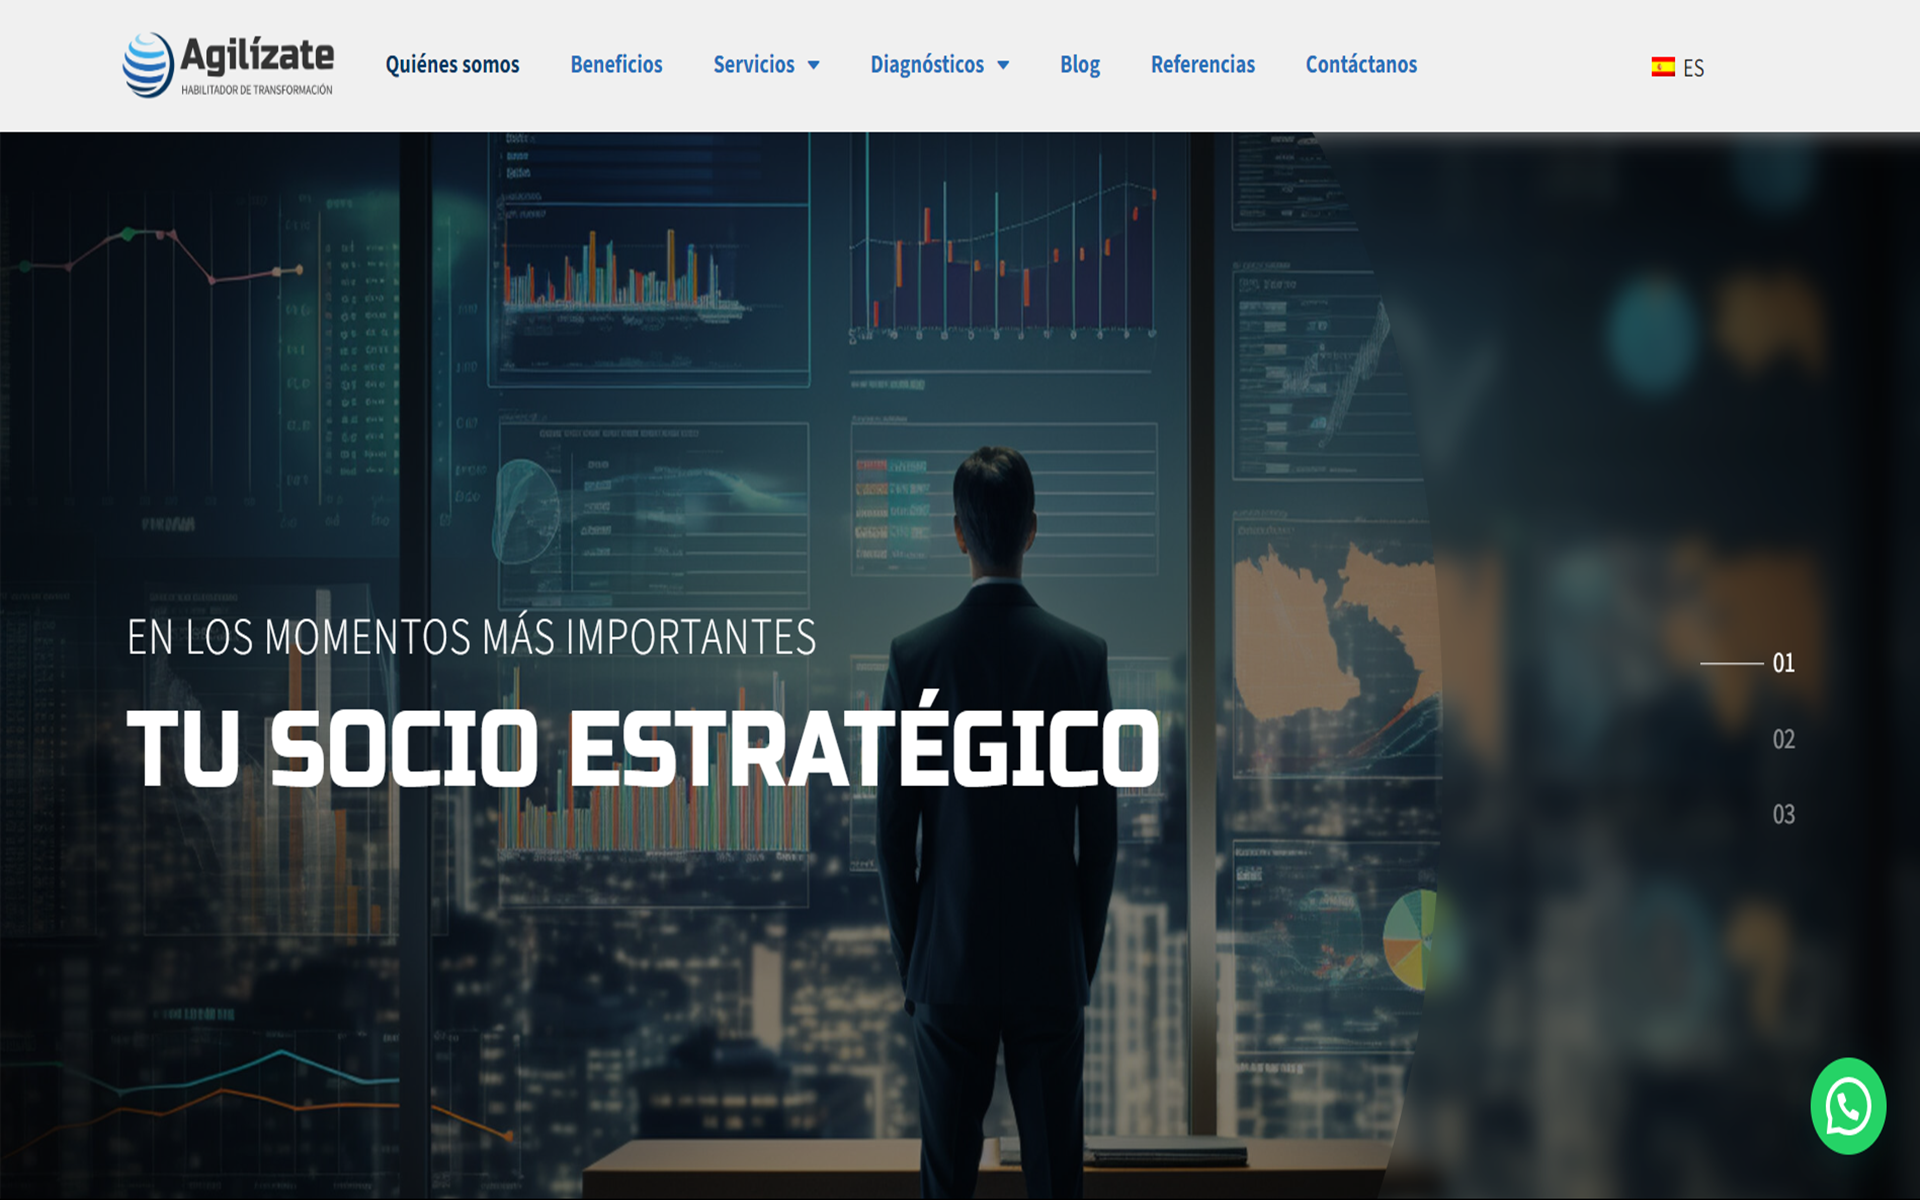 Agilízate
HABILITADOR DE TRANSFORMACIÓN
Quiénes somos
Beneficios
Servicios
Diagnósticos
Blog
Referencias
Contáctanos
ES
EN LOS MOMENTOS MÁS IMPORTANTES
TU SOCIO ESTRATÉGICO
01
02
03